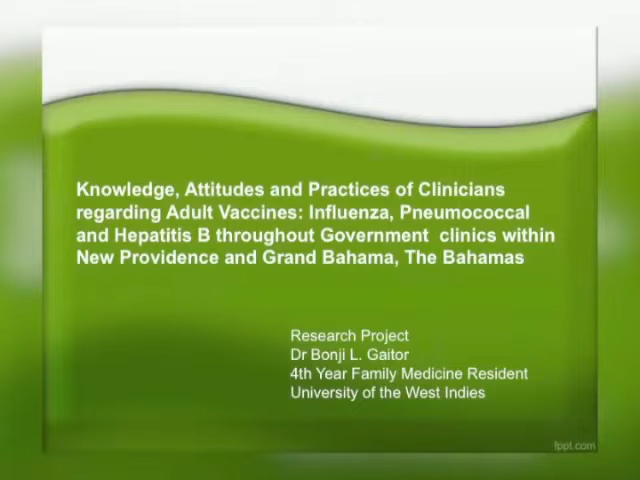 Knowledge, Attitudes and Practices of Clinicians
regarding Adult Vaccines: Influenza, Pneumococcal
and Hepatitis B throughout Government  clinics within
New Providence and Grand Bahama, The Bahamas
Research Project
Dr Bonji L. Gaitor
4th Year Family Medicine Resident
University of the West Indies
fppt.com